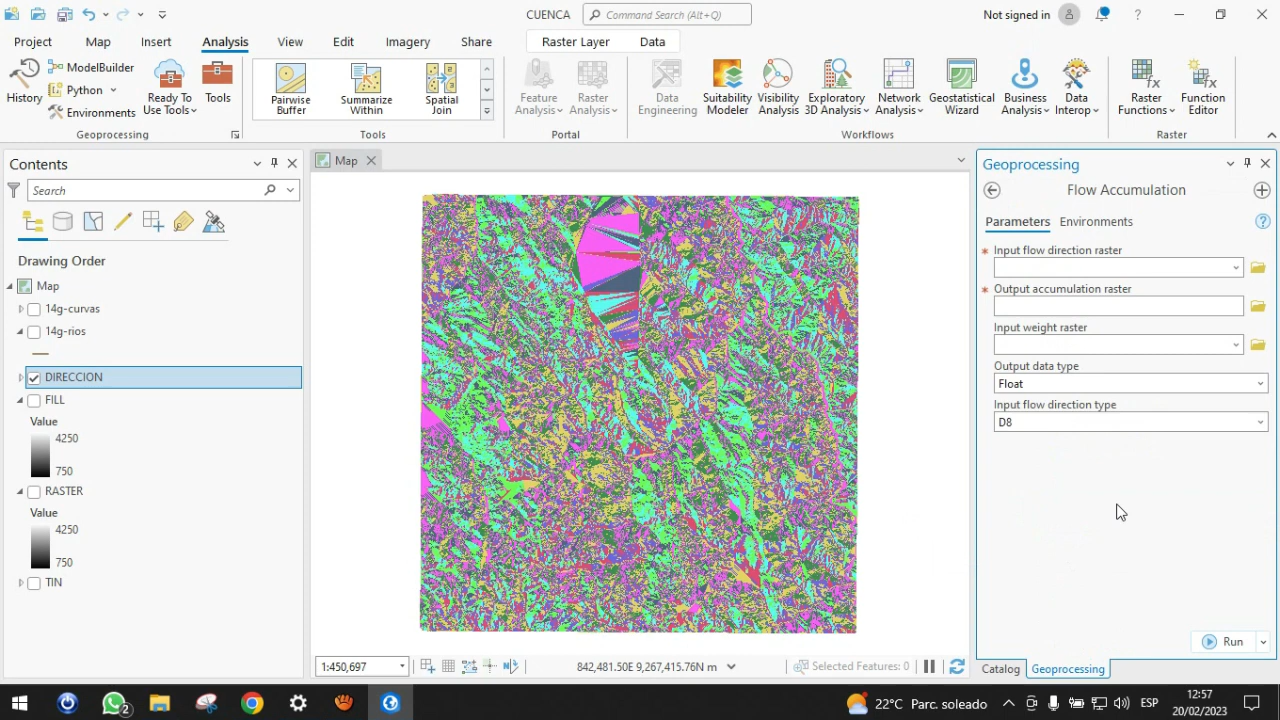 CUENCA
Command Search (Alt+Q)
Not signed in
?
Project
Map
Insert
Analysis
View
Edit
Imagery
Share
Raster Layer
Data
History
ModelBuilder
Python
Environments
Ready To
Use Tools
Tools
Pairwise
Buffer
Summarize
Within
Spatial
Join
Feature
Analysis
Raster
Analysis
Data
Engineering
Suitability
Modeler
Visibility
Analysis
Exploratory
3D Analysis
Network
Analysis
Geostatistical
Wizard
Business
Analysis
Data
Interop
Raster
Functions
Function
Editor
Geoprocessing
Tools
Portal
Workflows
Raster
Contents
Search
Drawing Order
Map
14g-curvas
14g-rios
DIRECCION
FILL
Value
4250
750
RASTER
Value
4250
750
TIN
Map
1:450,697
842,481.50E 9,267,415.76N m
Selected Features: 0
Geoprocessing
Flow Accumulation
Parameters
Environments
?
* Input flow direction raster
* Output accumulation raster
Input weight raster
Output data type
Float
Input flow direction type
D8
Run
Catalog
Geoprocessing
2
22°C Parc. soleado
ESP
12:57
20/02/2023